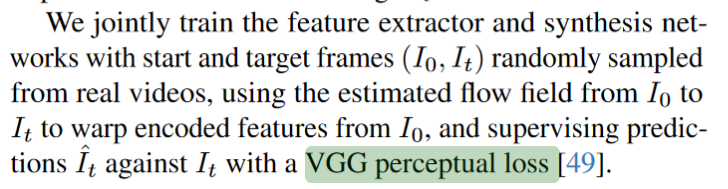 We jointly train the feature extractor and synthesis net-
works with start and target frames (I₀, Iₜ) randomly sampled
from real videos, using the estimated flow field from I₀ to
Iₜ to warp encoded features from I₀, and supervising predic-
tions Îₜ against Iₜ with a VGG perceptual loss [49].